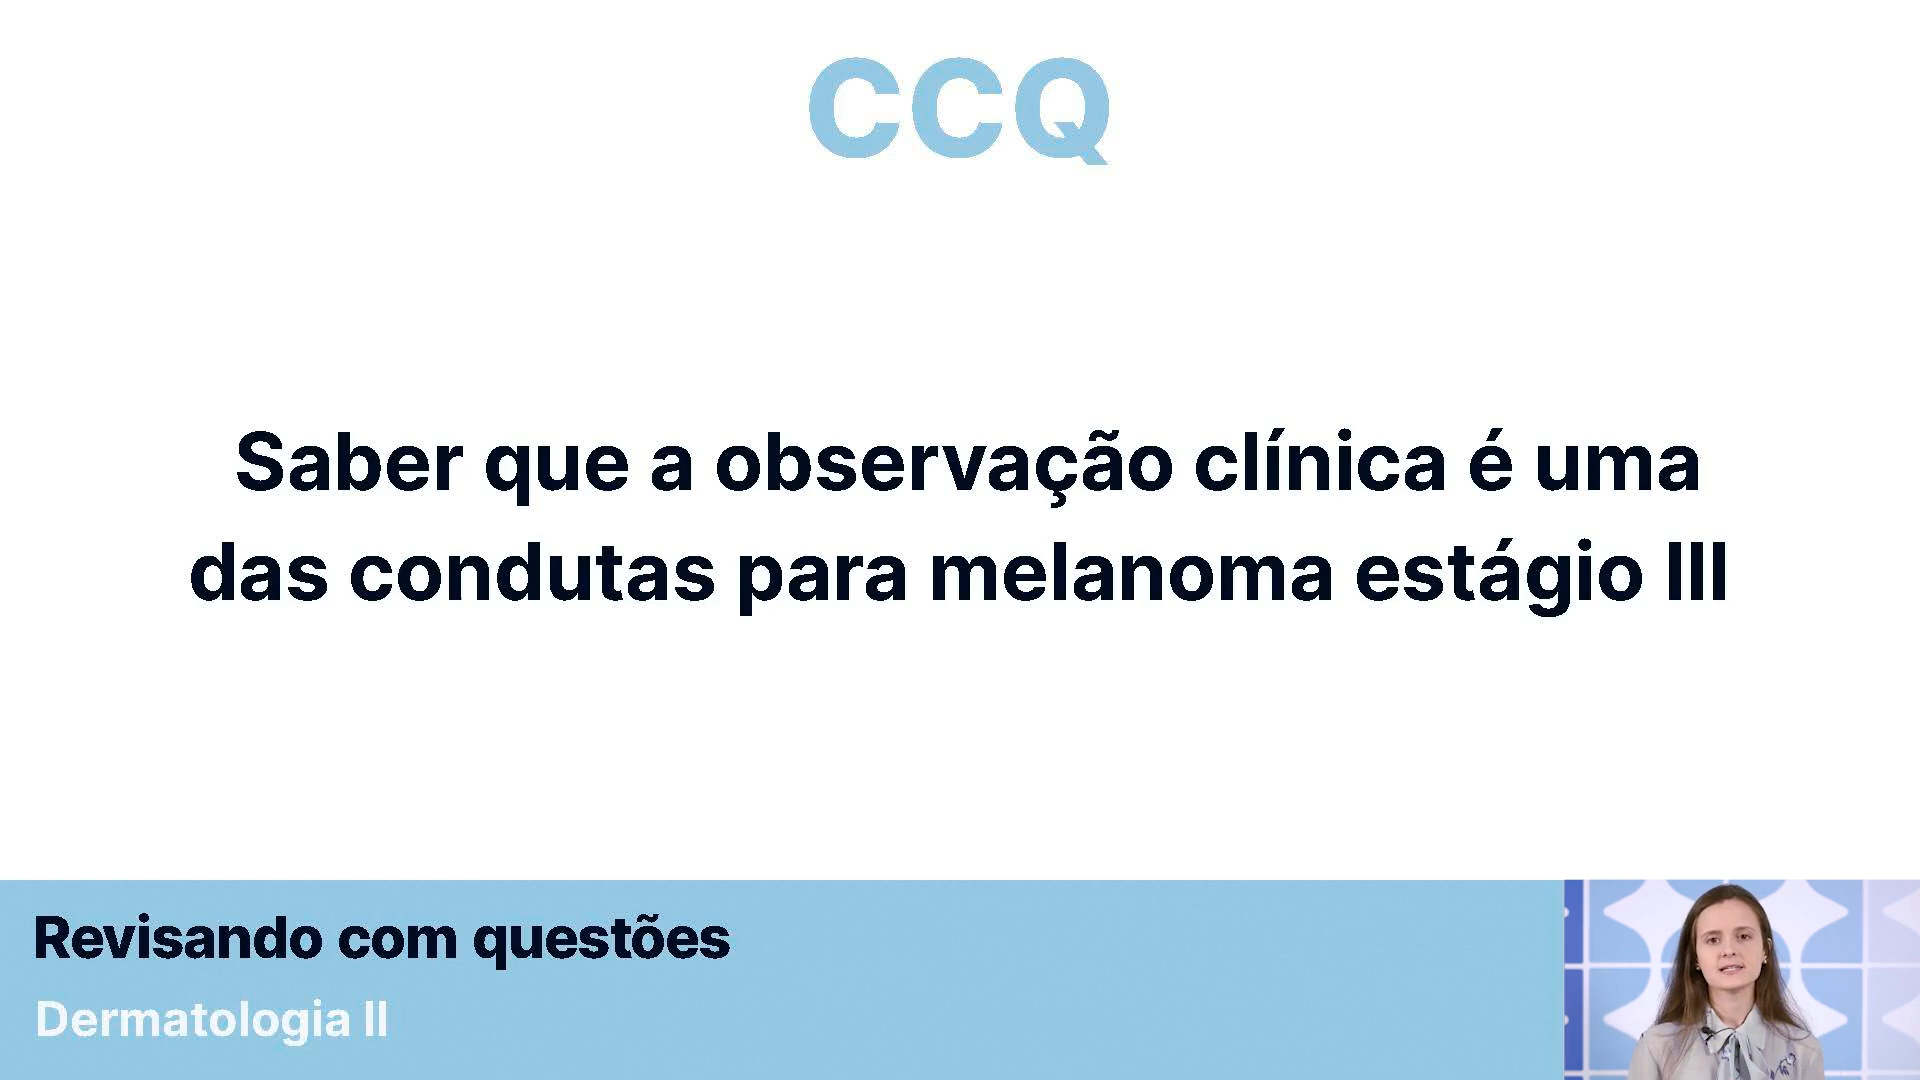 CCQ
Saber que a observação clínica é uma
das condutas para melanoma estágio III
Revisando com questões
Dermatologia II